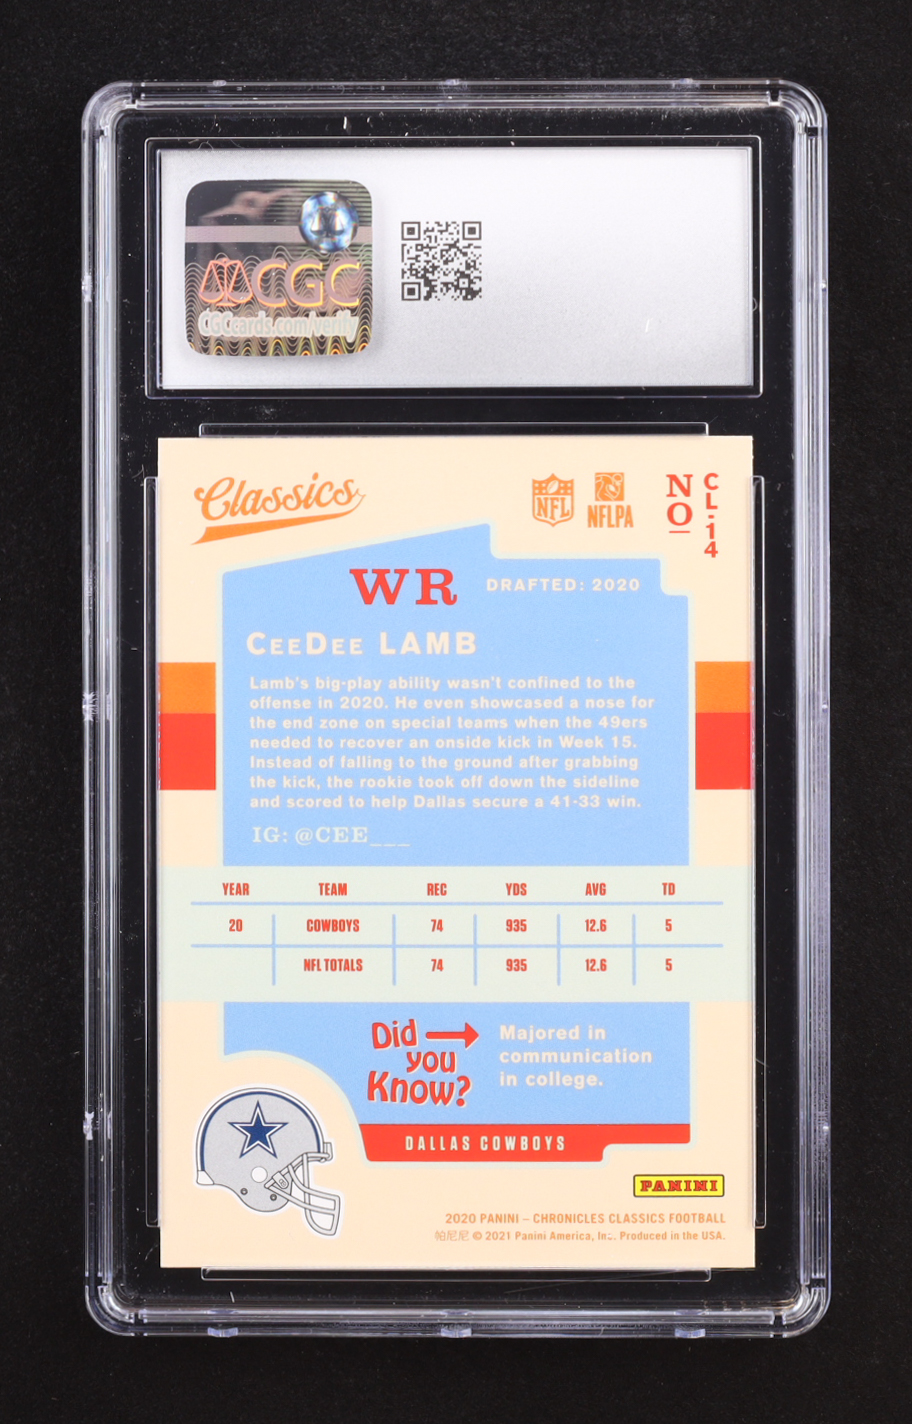 CGC
CGCcards.com/verify
Classics
NFL
NFLPA
NO
CL-14
WR DRAFTED: 2020
CEEDEE LAMB
Lamb's big-play ability wasn't confined to the
offense in 2020. He even showcased a nose for
the end zone on special teams when the 49ers
needed to recover an onside kick in Week 15.
Instead of falling to the ground after grabbing
the kick, the rookie took off down the sideline
and scored to help Dallas secure a 41-33 win.
IG: @CEE___
YEAR TEAM REC YDS AVG TD
20 COWBOYS 74 935 12.6 5
NFL TOTALS 74 935 12.6 5
Did you Know?
Majored in
communication
in college.
DALLAS COWBOYS
PANINI
2020 PANINI – CHRONICLES CLASSICS FOOTBALL
帕尼尼 © 2021 Panini America, Inc. Produced in the USA.